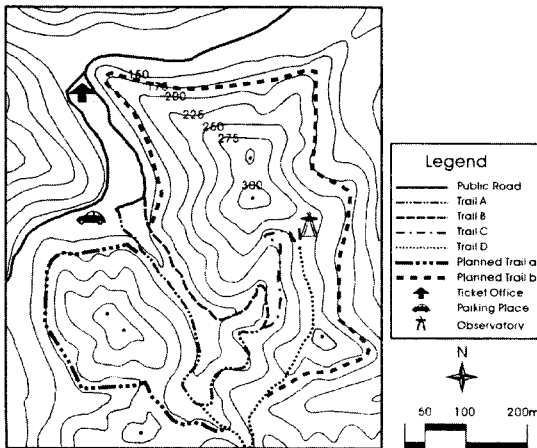 150
175
200
225
250
275
300
Legend
Public Road
Trail A
Trail B
Trail C
Trail D
Planned Trail a
Planned Trail b
Ticket Office
Parking Place
Observatory
N
50 100 200m